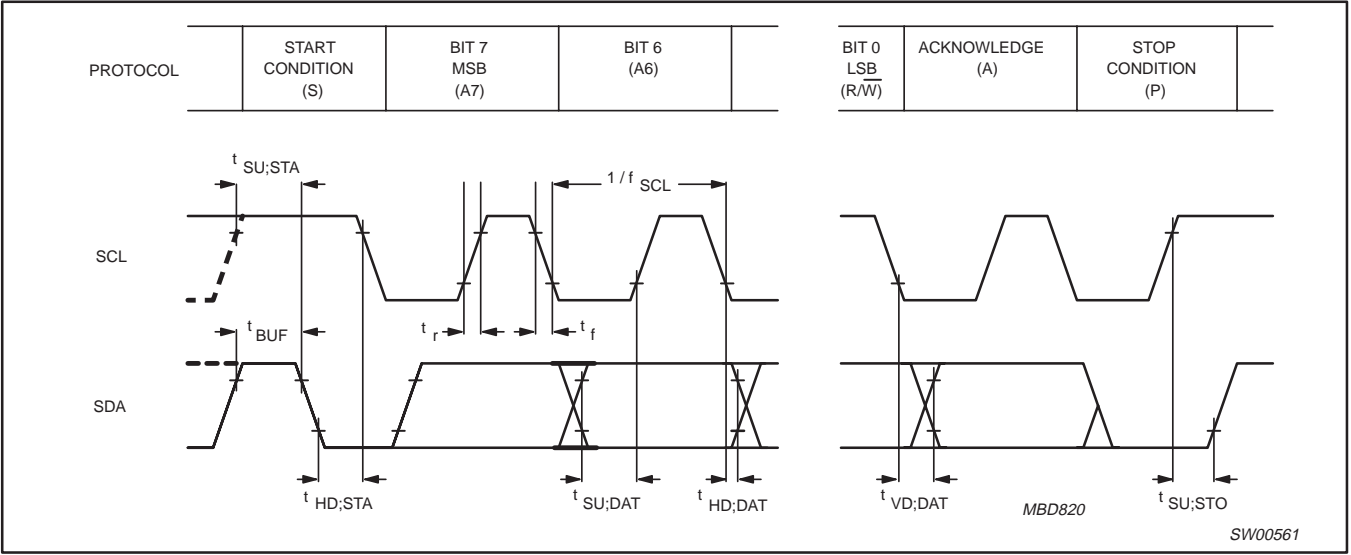 PROTOCOL
START
CONDITION
(S)
BIT 7
MSB
(A7)
BIT 6
(A6)
BIT 0
LSB
(R/W̅)
ACKNOWLEDGE
(A)
STOP
CONDITION
(P)
t SU;STA
1 / f SCL
SCL
t BUF
t r
t f
SDA
t HD;STA
t SU;DAT
t HD;DAT
t VD;DAT
t SU;STO
MBD820
SW00561